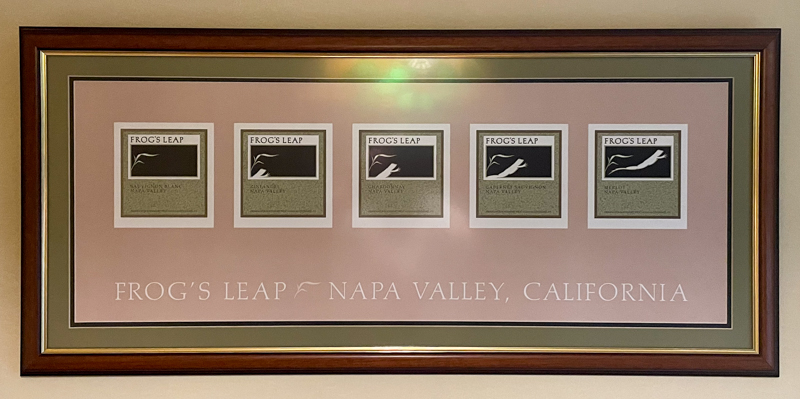 FROG'S LEAP
SAUVIGNON BLANC
NAPA VALLEY
FROG'S LEAP
ZINFANDEL
NAPA VALLEY
FROG'S LEAP
CHARDONNAY
NAPA VALLEY
FROG'S LEAP
CABERNET SAUVIGNON
NAPA VALLEY
FROG'S LEAP
MERLOT
NAPA VALLEY
FROG'S LEAP NAPA VALLEY, CALIFORNIA